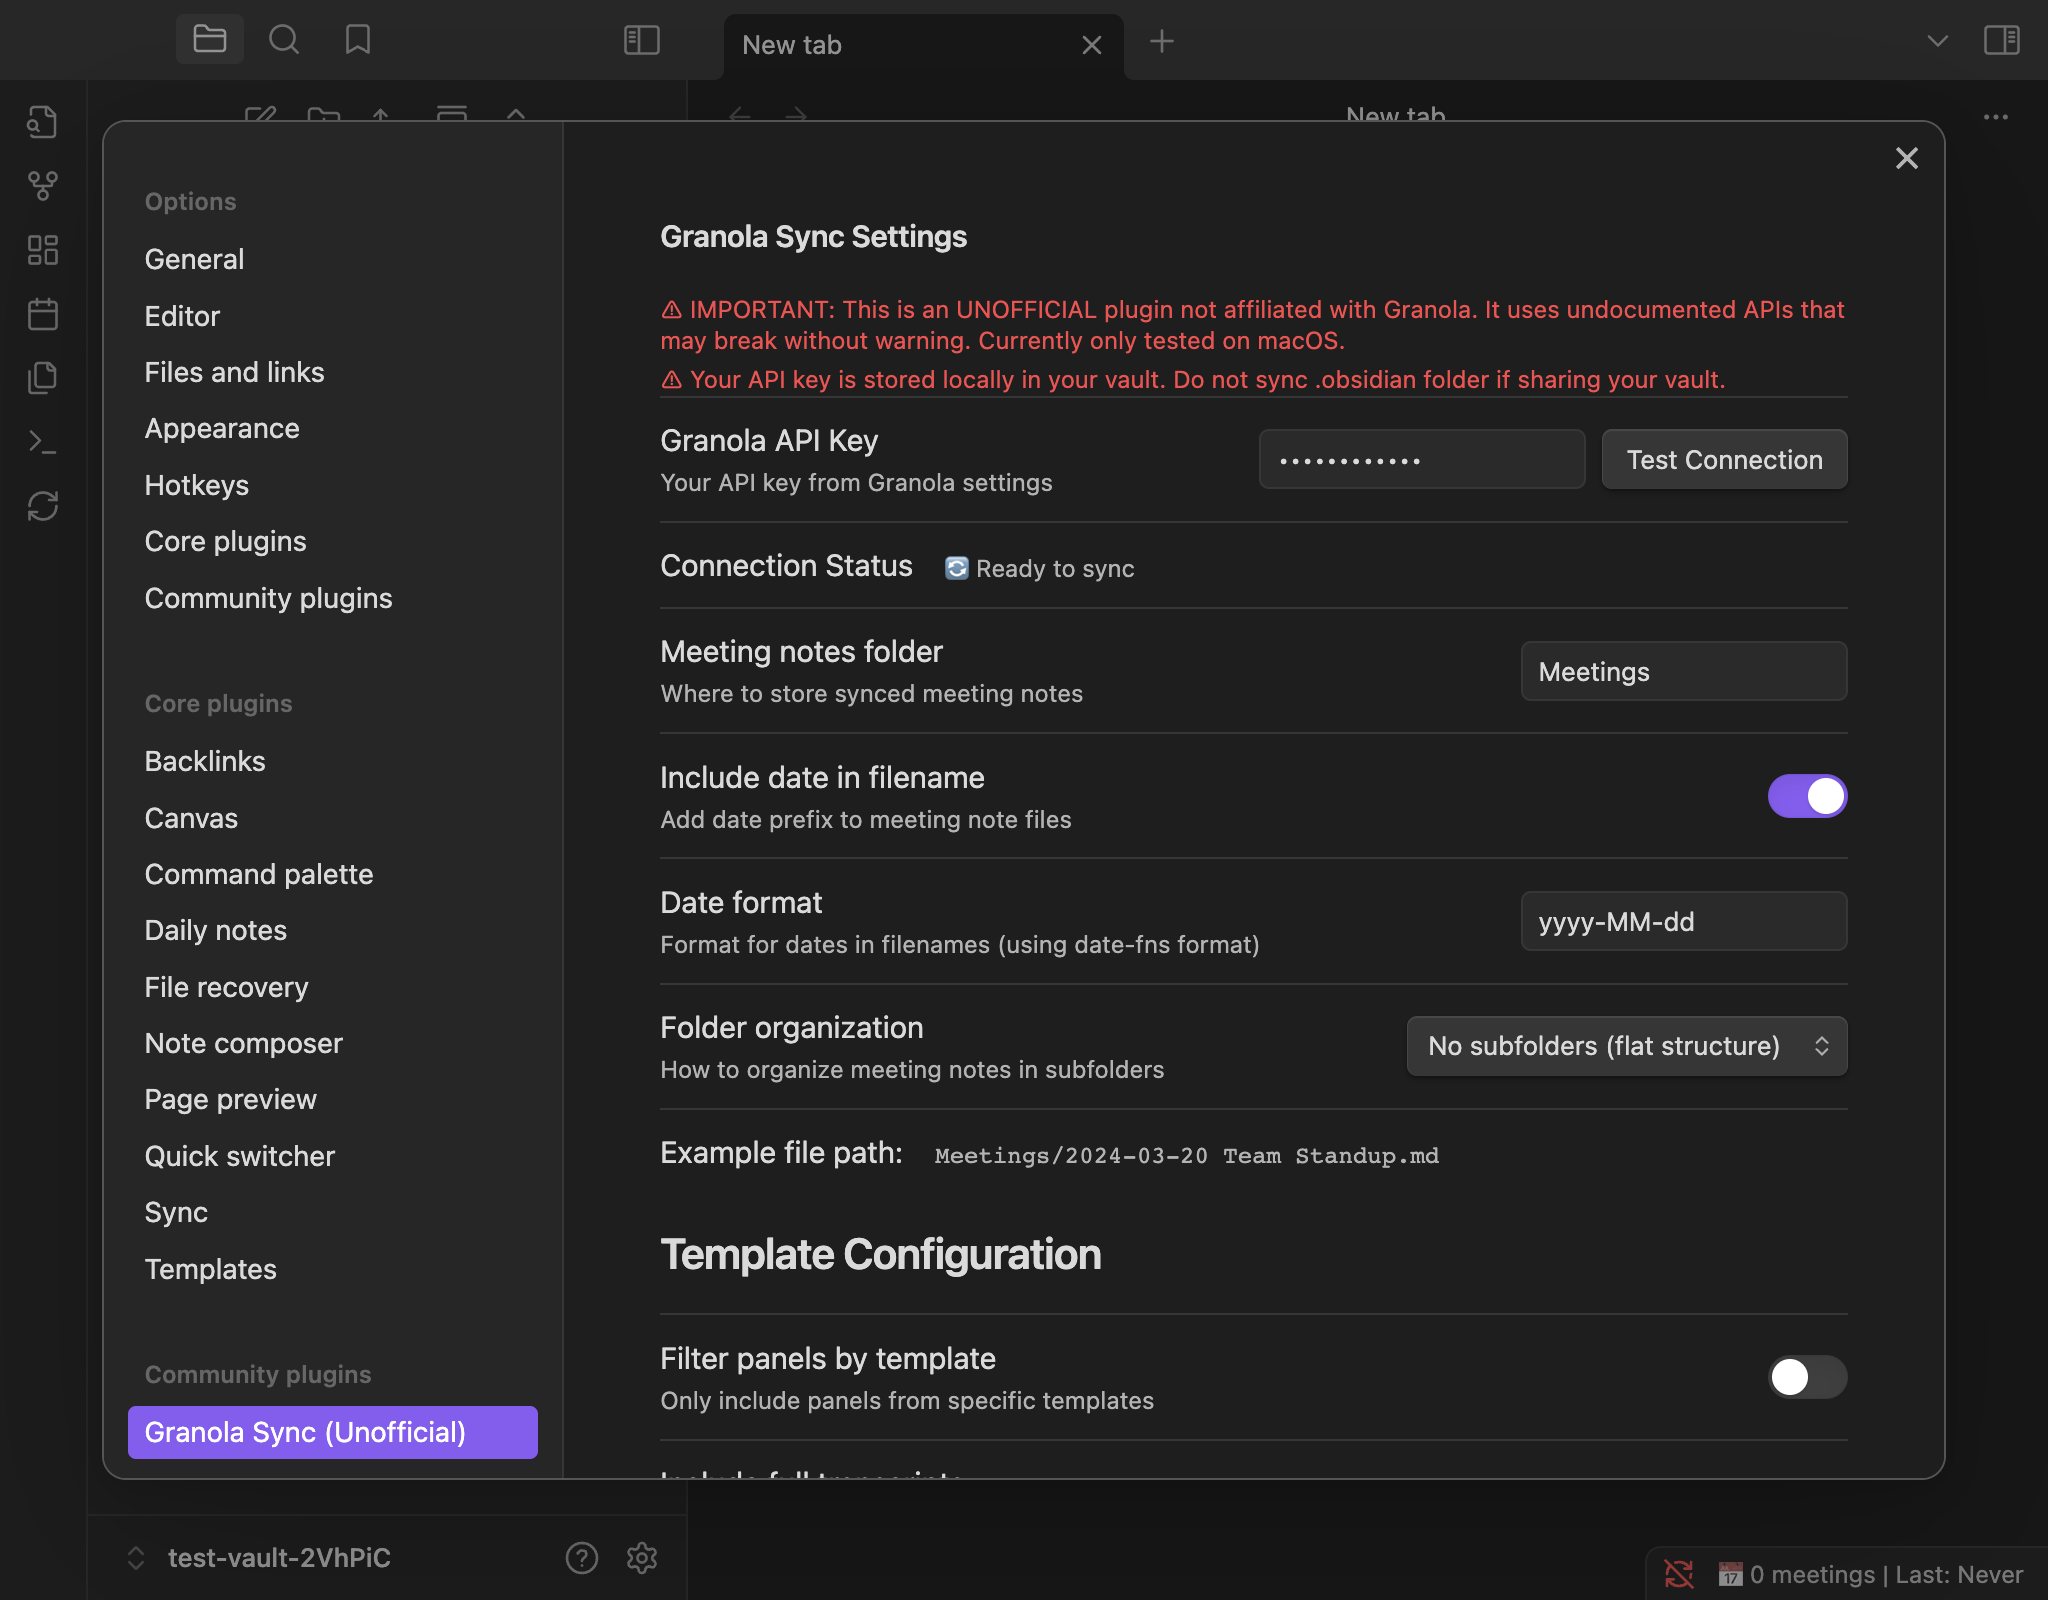 New tab
New tab
Options
General
Editor
Files and links
Appearance
Hotkeys
Core plugins
Community plugins
Core plugins
Backlinks
Canvas
Command palette
Daily notes
File recovery
Note composer
Page preview
Quick switcher
Sync
Templates
Community plugins
Granola Sync (Unofficial)
Granola Sync Settings
⚠ IMPORTANT: This is an UNOFFICIAL plugin not affiliated with Granola. It uses undocumented APIs that
may break without warning. Currently only tested on macOS.
⚠ Your API key is stored locally in your vault. Do not sync .obsidian folder if sharing your vault.
Granola API Key
Your API key from Granola settings
••••••••••••
Test Connection
Connection Status 🔄 Ready to sync
Meeting notes folder
Where to store synced meeting notes
Meetings
Include date in filename
Add date prefix to meeting note files
Date format
Format for dates in filenames (using date-fns format)
yyyy-MM-dd
Folder organization
How to organize meeting notes in subfolders
No subfolders (flat structure)
Example file path: Meetings/2024-03-20 Team Standup.md
Template Configuration
Filter panels by template
Only include panels from specific templates
Include full transcripts
test-vault-2VhPiC
📅 0 meetings | Last: Never